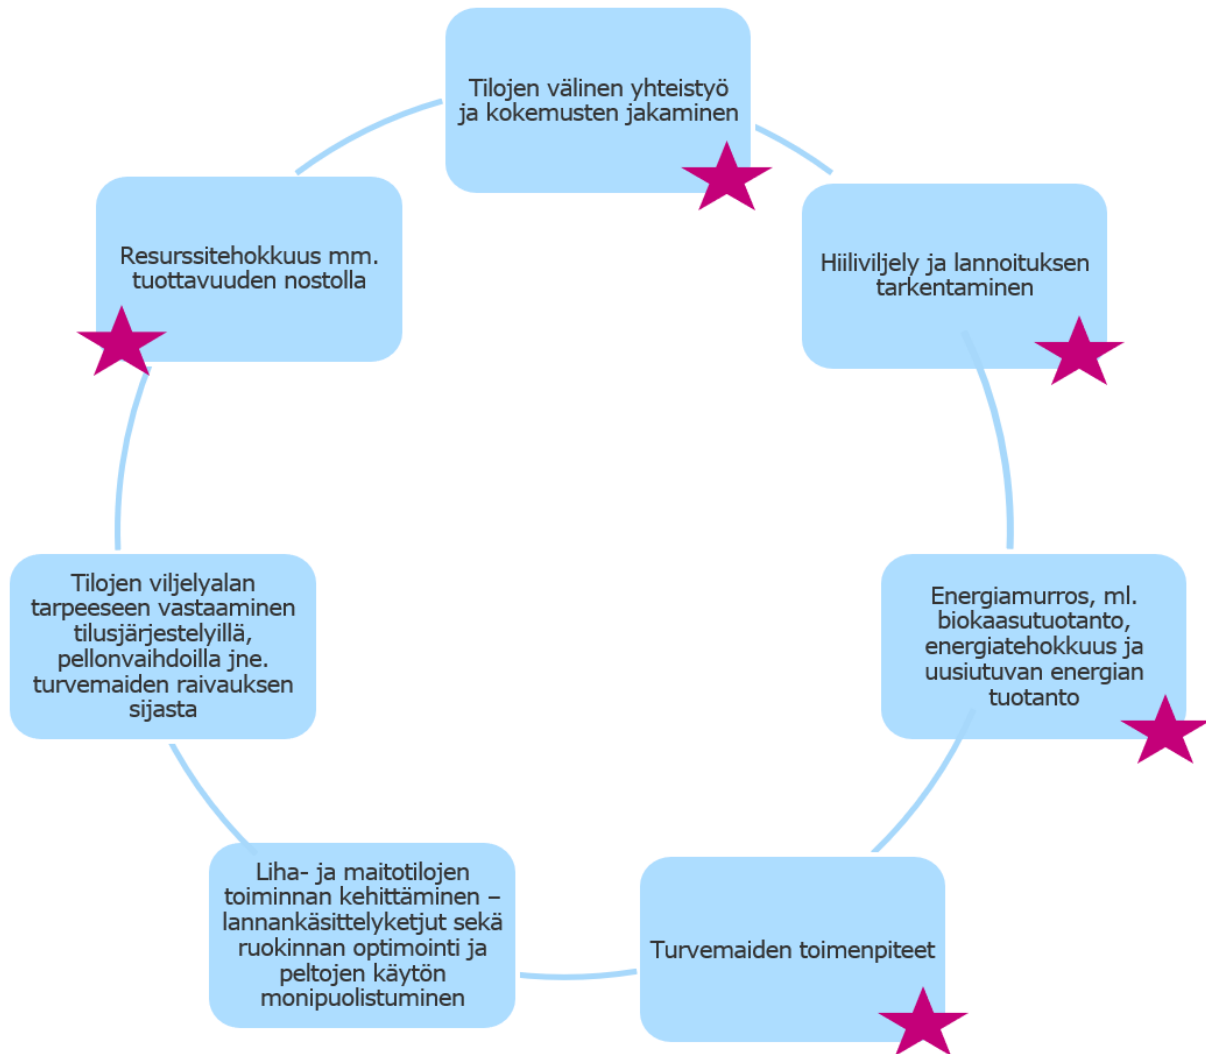 Tilojen välinen yhteistyö
ja kokemusten jakaminen
Hiiliviljely ja lannoituksen
tarkentaminen
Energiamurros, ml.
biokaasutuotanto,
energiatehokkuus ja
uusiutuvan energian
tuotanto
Turvemaiden toimenpiteet
Liha- ja maitotilojen
toiminnan kehittäminen –
lannankäsittelyketjut sekä
ruokinnan optimointi ja
peltojen käytön
monipuolistuminen
Tilojen viljelyalan
tarpeeseen vastaaminen
tilusjärjestelyillä,
pellonvaihdoilla jne.
turvemaiden raivauksen
sijasta
Resurssitehokkuus mm.
tuottavuuden nostolla